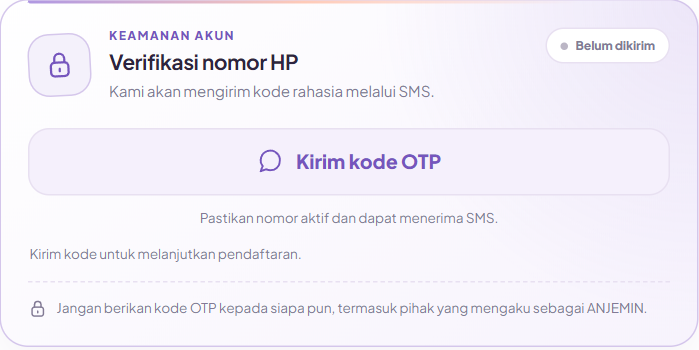 KEAMANAN AKUN
Verifikasi nomor HP
Belum dikirim
Kami akan mengirim kode rahasia melalui SMS.
Kirim kode OTP
Pastikan nomor aktif dan dapat menerima SMS.
Kirim kode untuk melanjutkan pendaftaran.
Jangan berikan kode OTP kepada siapa pun, termasuk pihak yang mengaku sebagai ANJEMIN.